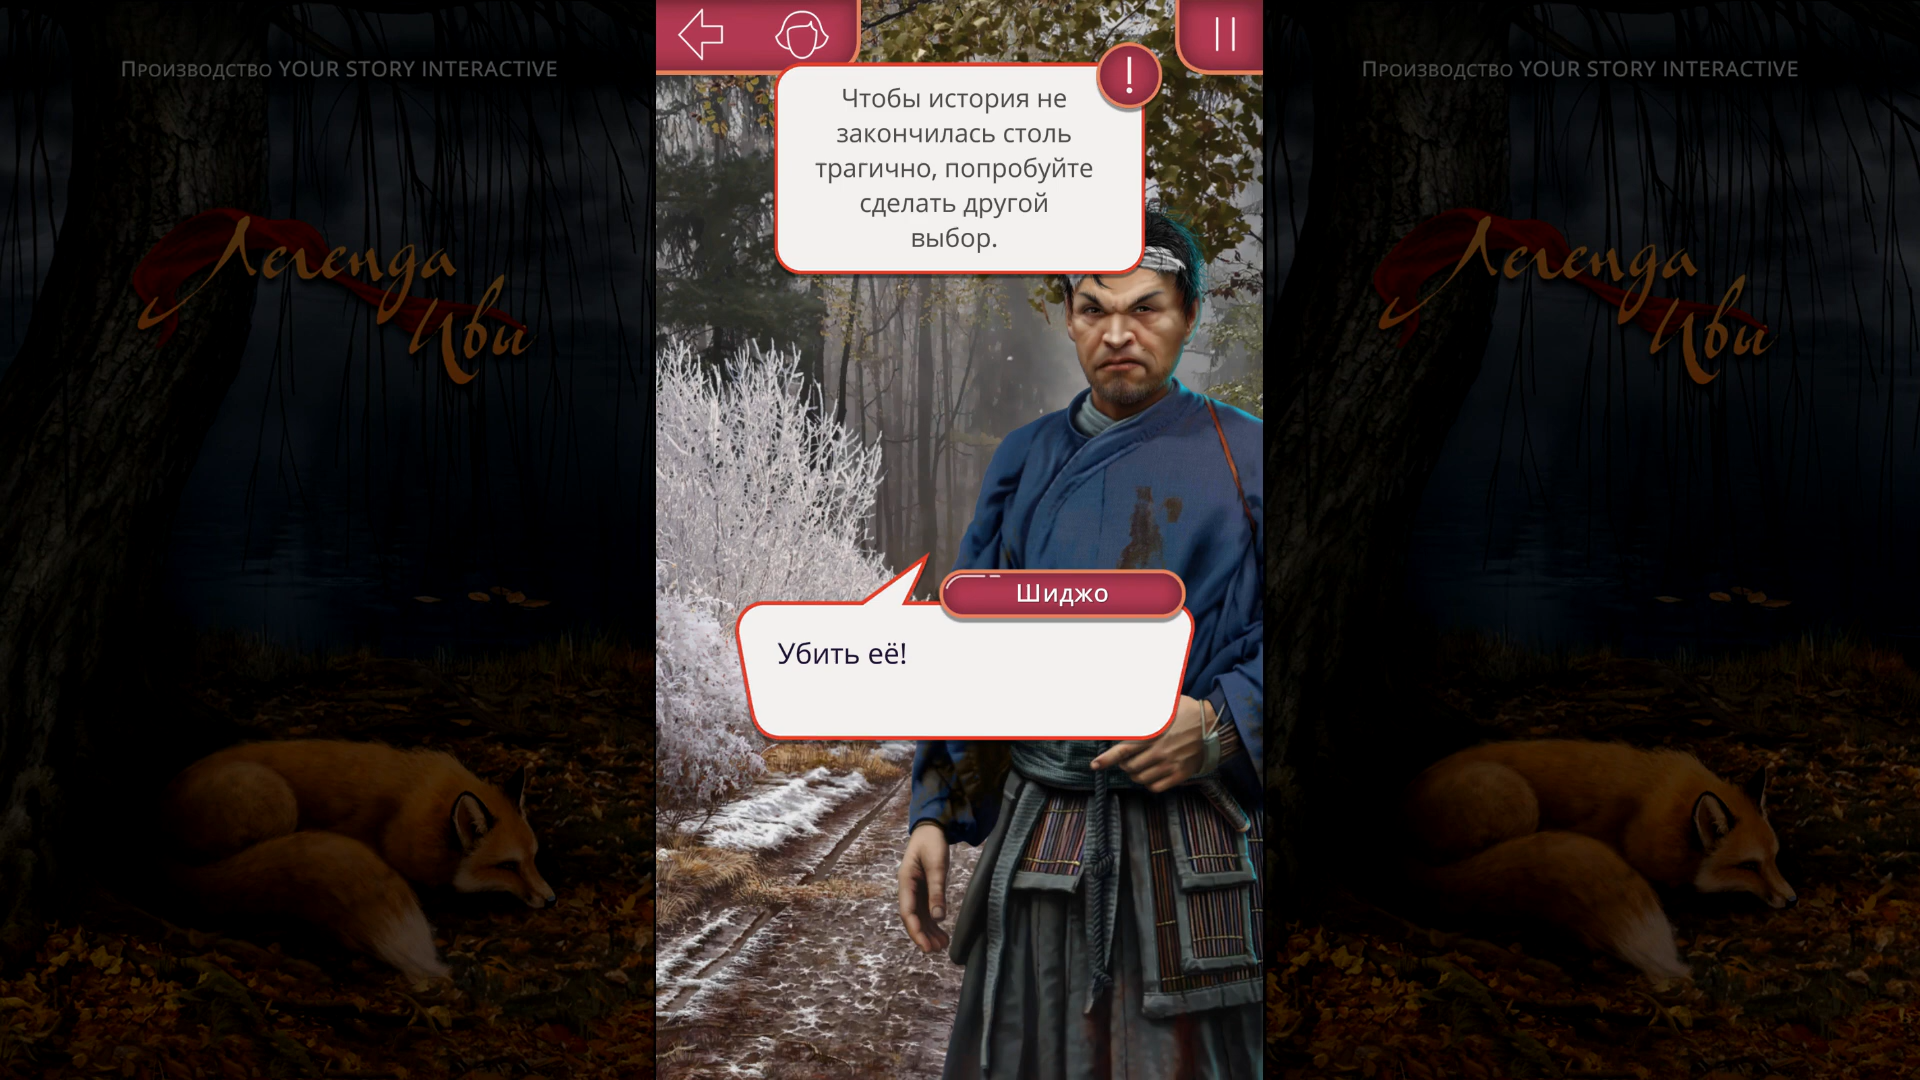 Производство YOUR STORY INTERACTIVE
Легенда
Ивы
Чтобы история не
закончилась столь
трагично, попробуйте
сделать другой
выбор.
!
Шиджо
Убить её!
Производство YOUR STORY INTERACTIVE
Легенда
Ивы